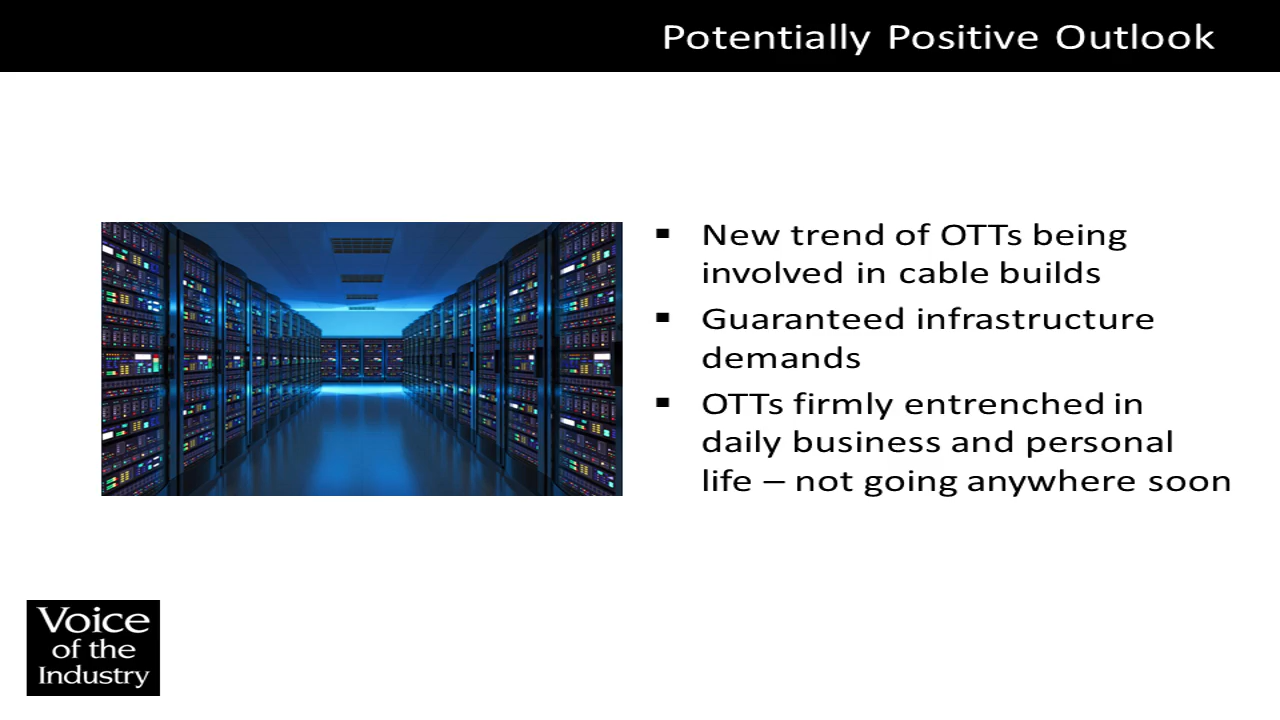 Potentially Positive Outlook
▪ New trend of OTTs being
involved in cable builds
▪ Guaranteed infrastructure
demands
▪ OTTs firmly entrenched in
daily business and personal
life – not going anywhere soon
Voice
of the
Industry